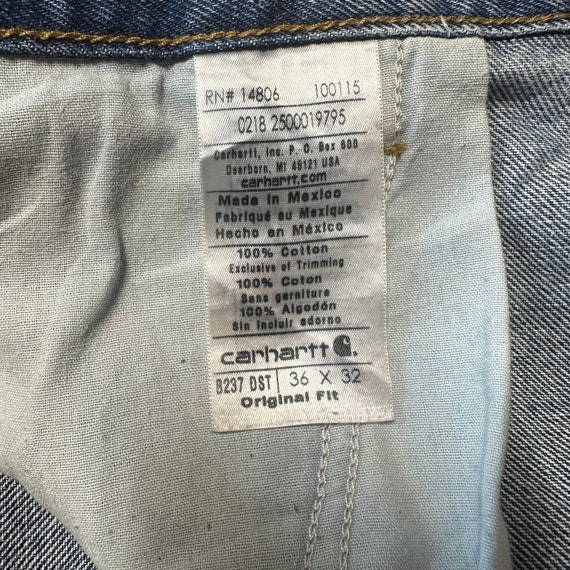 RN# 14806 100115
0218 2500019795
Carhartt, Inc. P. O. Box 600
Dearborn, MI 48121 USA
carhartt.com
Made in Mexico
Fabriqué au Mexique
Hecho en México
100% Cotton
Exclusive of Trimming
100% Coton
Sans garniture
100% Algodón
Sin incluir adorno
carhartt
B237 DST 36 X 32
Original Fit